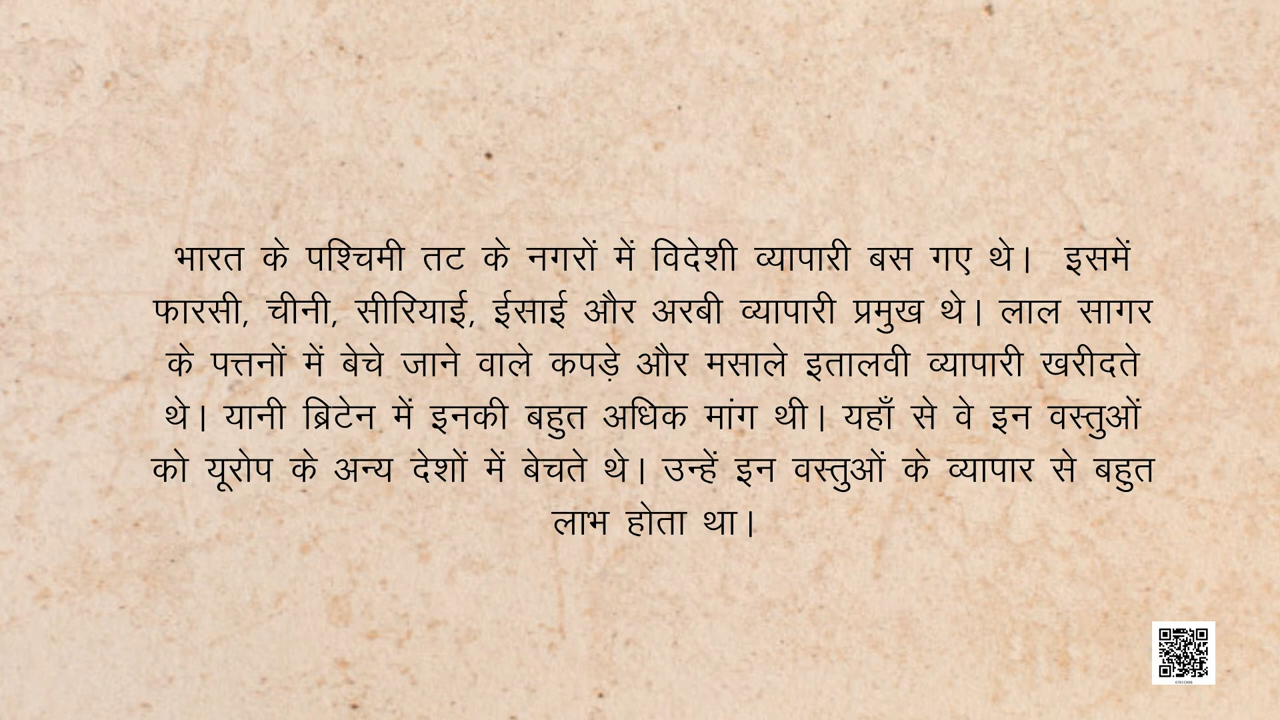 भारत के पश्चिमी तट के नगरों में विदेशी व्यापारी बस गए थे। इसमें
फारसी, चीनी, सीरियाई, ईसाई और अरबी व्यापारी प्रमुख थे। लाल सागर
के पत्तनों में बेचे जाने वाले कपड़े और मसाले इतालवी व्यापारी खरीदते
थे। यानी ब्रिटेन में इनकी बहुत अधिक मांग थी। यहाँ से वे इन वस्तुओं
को यूरोप के अन्य देशों में बेचते थे। उन्हें इन वस्तुओं के व्यापार से बहुत
लाभ होता था।